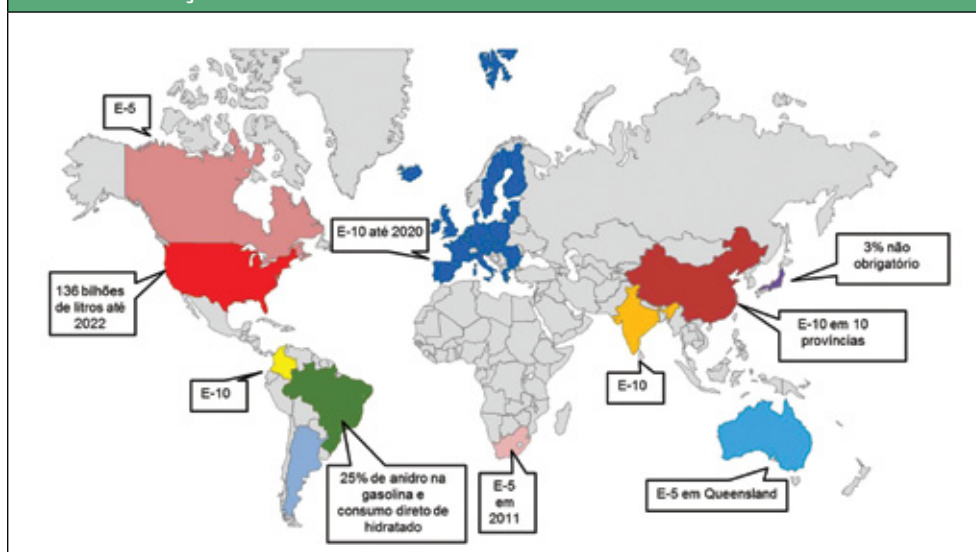 E-5
E-10 até 2020
3% não
obrigatório
136 bilhões
de litros até
2022
E-10 em 10
províncias
E-10
E-10
25% de anidro na
gasolina e
consumo direto de
hidratado
E-5
em
2011
E-5 em Queensland